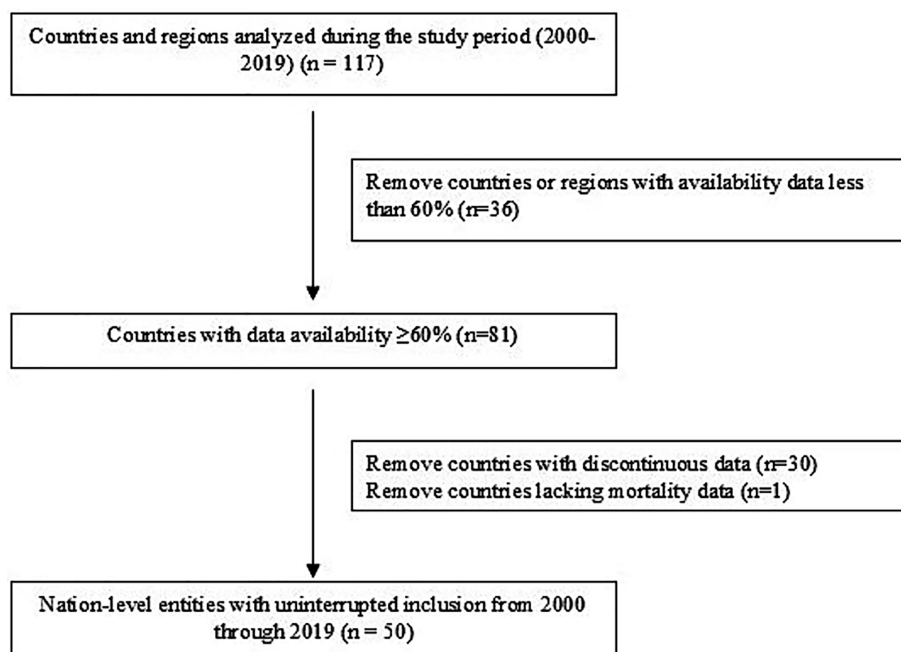 Countries and regions analyzed during the study period (2000-
2019) (n = 117)
Remove countries or regions with availability data less
than 60% (n=36)
Countries with data availability ≥60% (n=81)
Remove countries with discontinuous data (n=30)
Remove countries lacking mortality data (n=1)
Nation-level entities with uninterrupted inclusion from 2000
through 2019 (n = 50)